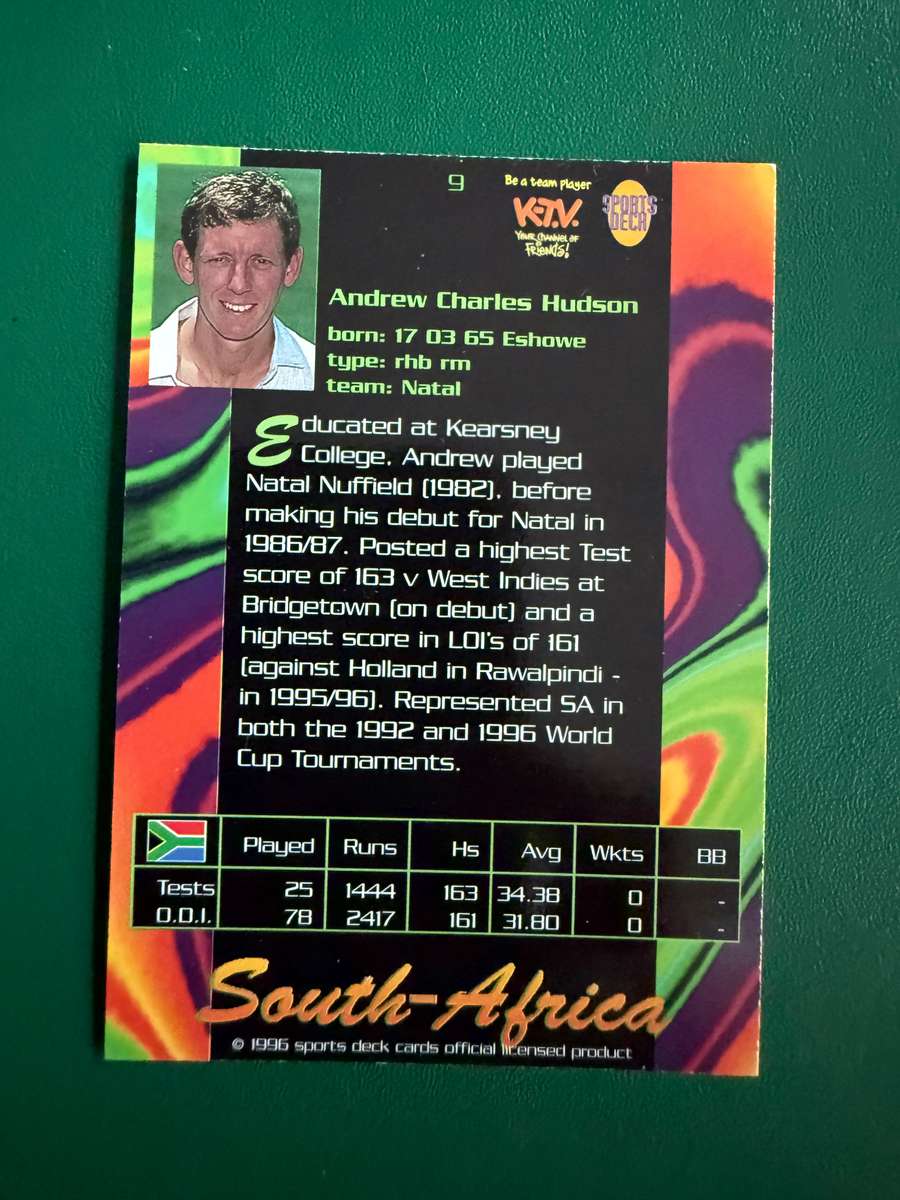 9
Be a team player
K-T.V.
Your Channel of
Friends!
SPORTS
DECK
Andrew Charles Hudson
born: 17 03 65 Eshowe
type: rhb rm
team: Natal
Educated at Kearsney
College, Andrew played
Natal Nuffield (1982), before
making his debut for Natal in
1986/87. Posted a highest Test
score of 163 v West Indies at
Bridgetown (on debut) and a
highest score in LOI's of 161
(against Holland in Rawalpindi -
in 1995/96). Represented SA in
both the 1992 and 1996 World
Cup Tournaments.
Played Runs Hs Avg Wkts BB
Tests 25 1444 163 34.38 0 -
O.D.I. 78 2417 161 31.80 0 -
South-Africa
© 1996 sports deck cards official licensed product